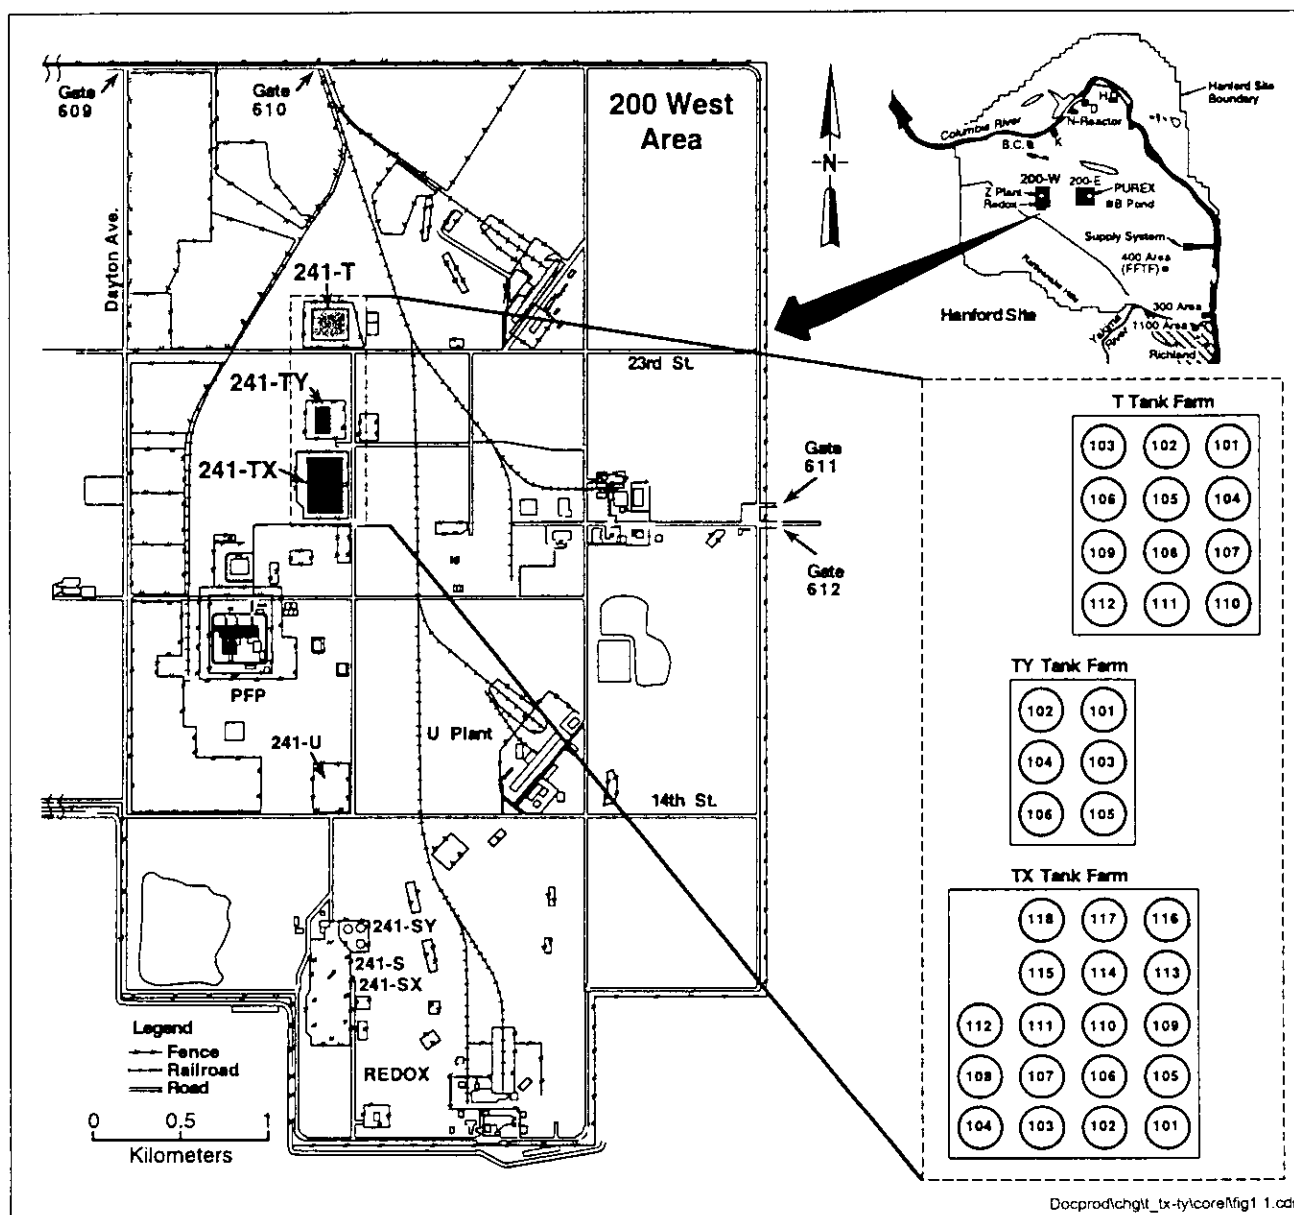 Gate
609
Gate
610
200 West
Area
N
Dayton Ave.
241-T
23rd St.
241-TY
241-TX
Gate
611
Gate
612
PFP
241-U
U Plant
14th St.
241-SY
241-S
241-SX
REDOX
Legend
Fence
Railroad
Road
0 0.5 1
Kilometers
Hanford Site
Boundary
Columbia River
H
D
N-Reactor
K
B.C.
200-W
200-E
Z Plant
Redox
PUREX
B Pond
Supply System
400 Area
(FFTF)
Rattlesnake Hills
300 Area
1100 Area
Yakima
River
Richland
Hanford Site
T Tank Farm
103 102 101
106 105 104
109 108 107
112 111 110
TY Tank Farm
102 101
104 103
106 105
TX Tank Farm
118 117 116
115 114 113
112 111 110 109
108 107 106 105
104 103 102 101
Docprod\chg\t_tx-ty\corel\fig1 1.cdr